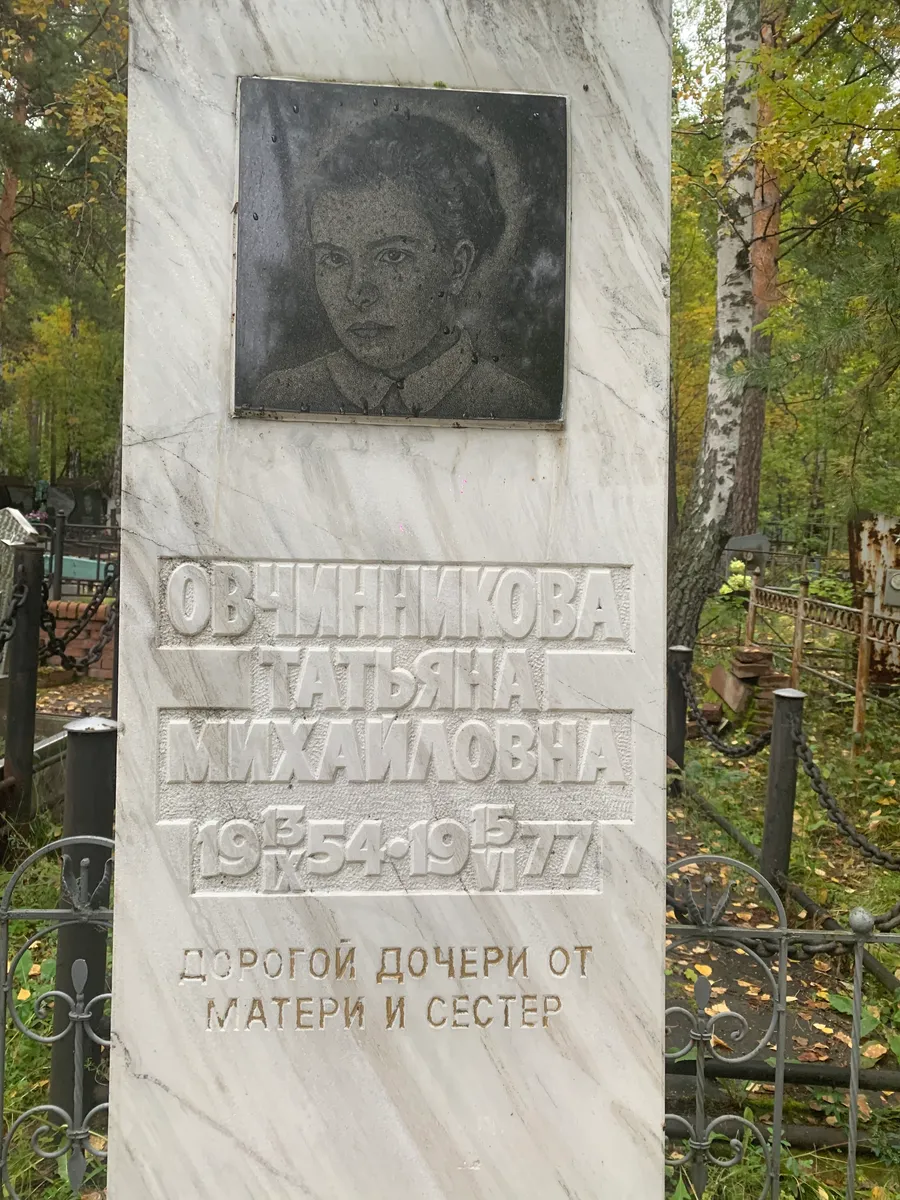 ОВЧИННИКОВА
ТАТЬЯНА
МИХАЙЛОВНА
19 13/IX 54 · 19 15/VI 77
ДОРОГОЙ ДОЧЕРИ ОТ
МАТЕРИ И СЕСТЕР